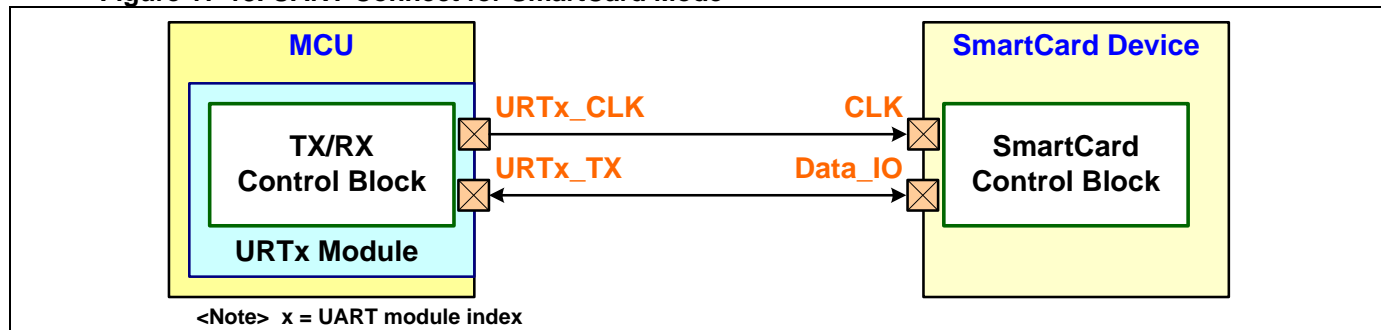 MCU
SmartCard Device
URTx_CLK
CLK
TX/RX
Control Block
SmartCard
Control Block
URTx_TX
Data_IO
URTx Module
<Note> x = UART module index